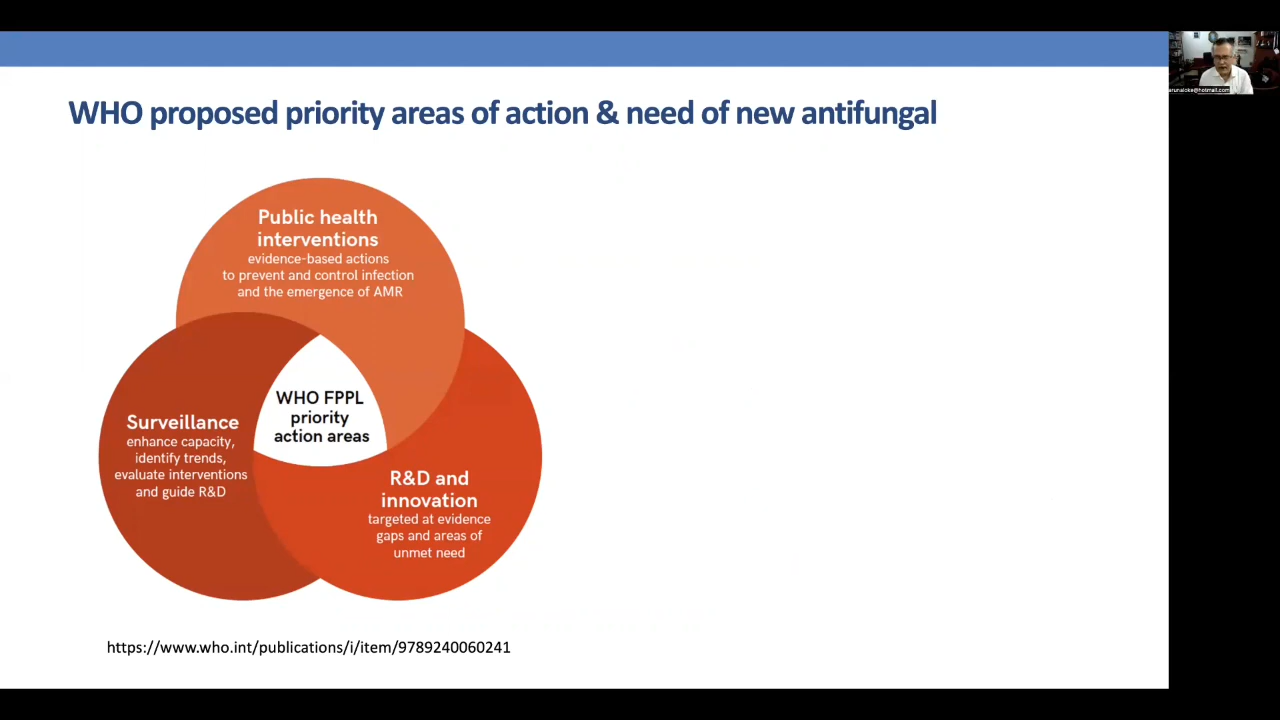 WHO proposed priority areas of action & need of new antifungal
Public health
interventions
evidence-based actions
to prevent and control infection
and the emergence of AMR
WHO FPPL
priority
action areas
Surveillance
enhance capacity,
identify trends,
evaluate interventions
and guide R&D
R&D and
innovation
targeted at evidence
gaps and areas of
unmet need
https://www.who.int/publications/i/item/9789240060241
arunaloke@hotmail.com